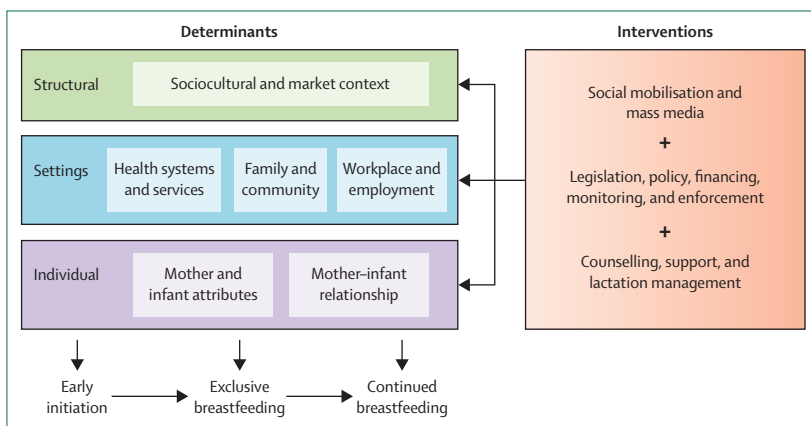 Determinants
Interventions
Structural
Sociocultural and market context
Settings
Health systems
and services
Family and
community
Workplace and
employment
Individual
Mother and
infant attributes
Mother–infant
relationship
Social mobilisation and
mass media
+
Legislation, policy, financing,
monitoring, and enforcement
+
Counselling, support, and
lactation management
Early
initiation
Exclusive
breastfeeding
Continued
breastfeeding